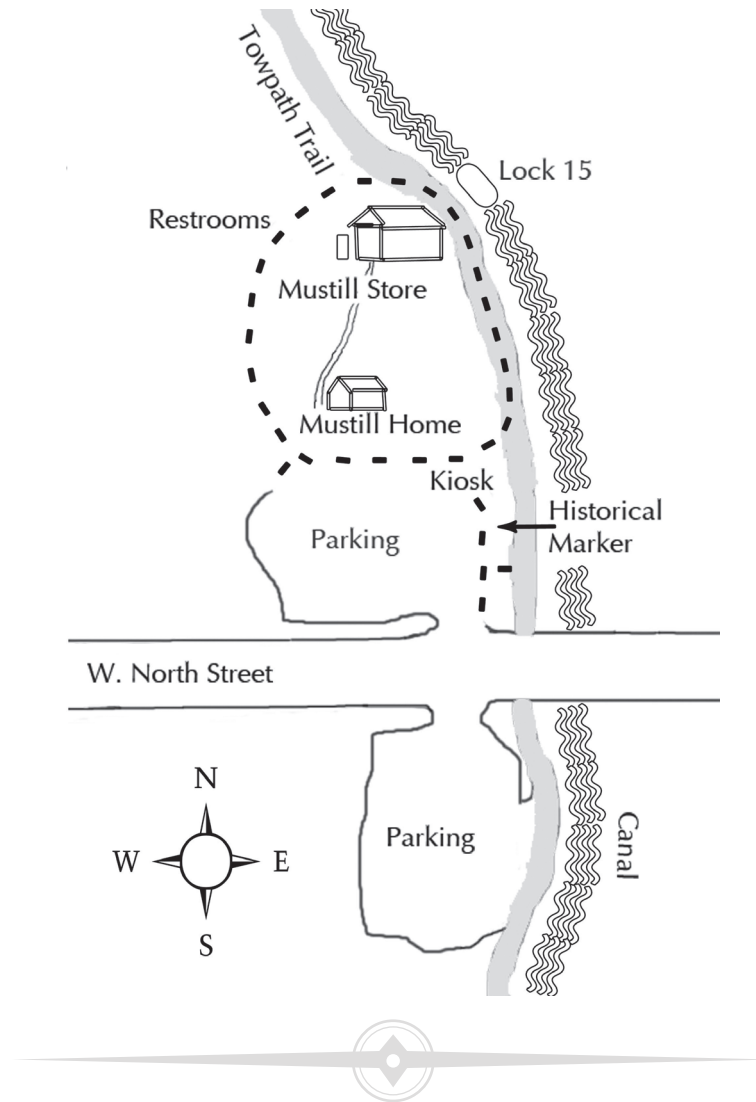 Towpath Trail
Lock 15
Restrooms
Mustill Store
Mustill Home
Kiosk
Historical
Marker
Parking
W. North Street
N
W E
S
Parking
Canal